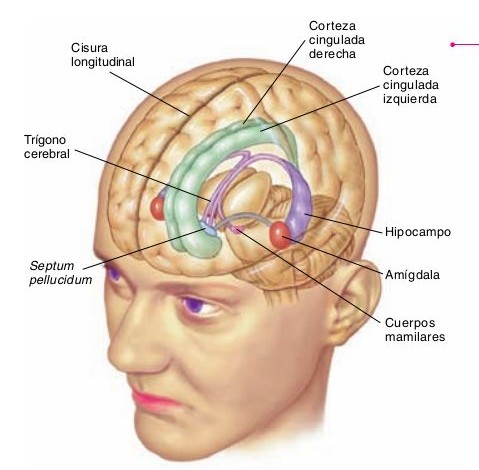 Corteza
cingulada
derecha
Cisura
longitudinal
Corteza
cingulada
izquierda
Trígono
cerebral
Hipocampo
Septum
pellucidum
Amígdala
Cuerpos
mamilares